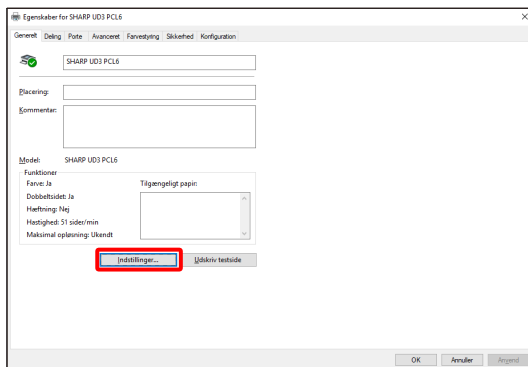 Egenskaber for SHARP UD3 PCL6
Generelt Deling Porte Avanceret Farvestyring Sikkerhed Konfiguration
SHARP UD3 PCL6
Placering:
Kommentar:
Model: SHARP UD3 PCL6
Funktioner
Farve: Ja Tilgængeligt papir:
Dobbeltsidet: Ja
Hæftning: Nej
Hastighed: 51 sider/min
Maksimal opløsning: Ukendt
Indstillinger... Udskriv testside
OK Annuller Anvend